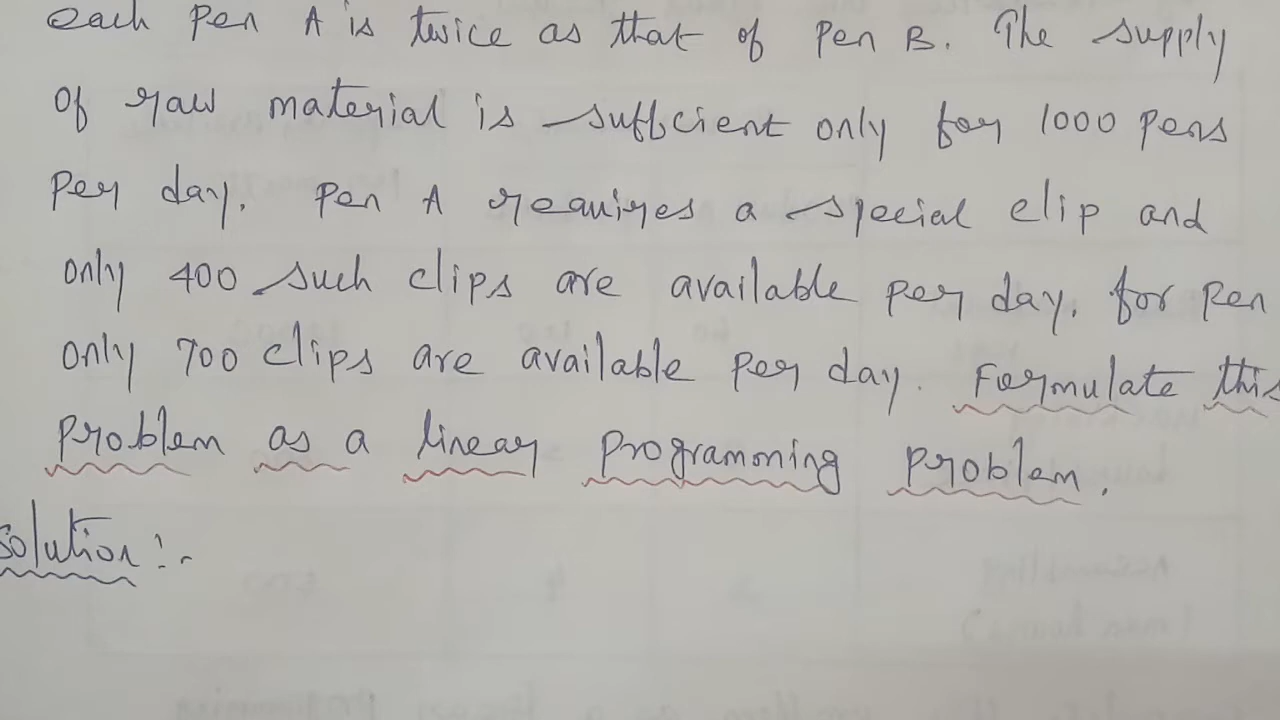 each Pen A is twice as that of Pen B. The supply
of raw material is sufficient only for 1000 pens
per day. Pen A requires a special clip and
only 400 such clips are available per day. for pen
only 700 clips are available per day. Formulate this
problem as a linear programming problem.
Solution:-